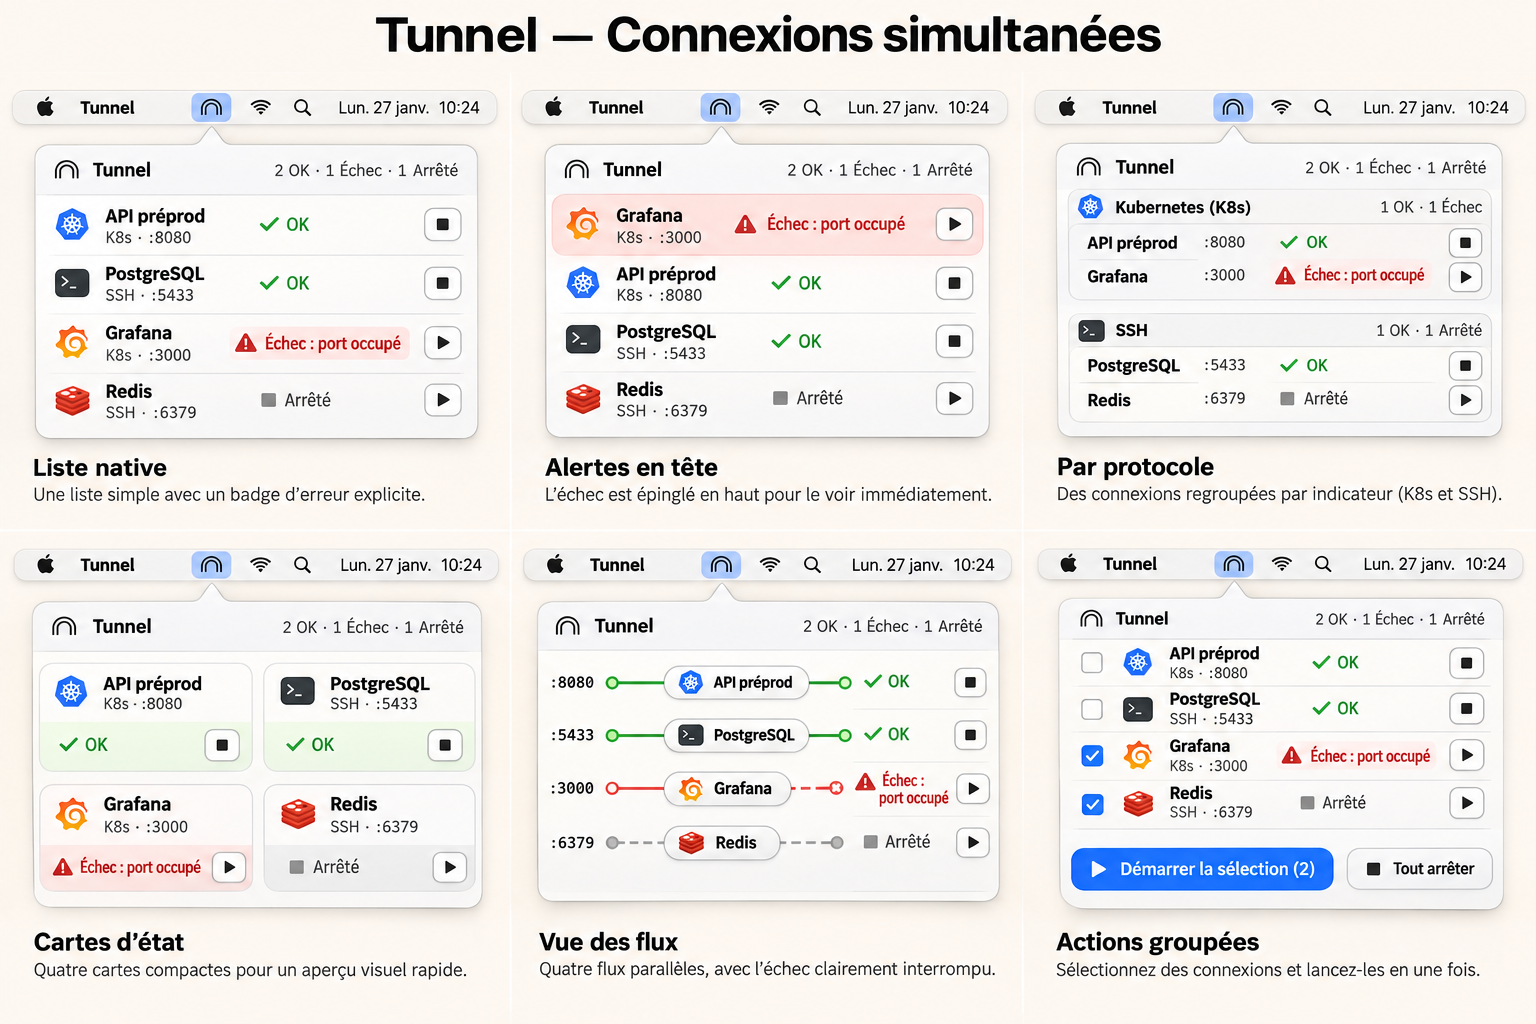 Tunnel — Connexions simultanées
Tunnel Lun. 27 janv. 10:24
Tunnel 2 OK · 1 Échec · 1 Arrêté
API préprod
K8s · :8080
OK
PostgreSQL
SSH · :5433
OK
Grafana
K8s · :3000
Échec : port occupé
Redis
SSH · :6379
Arrêté
Liste native
Une liste simple avec un badge d’erreur explicite.
Tunnel Lun. 27 janv. 10:24
Tunnel 2 OK · 1 Échec · 1 Arrêté
Grafana
K8s · :3000
Échec : port occupé
API préprod
K8s · :8080
OK
PostgreSQL
SSH · :5433
OK
Redis
SSH · :6379
Arrêté
Alertes en tête
L’échec est épinglé en haut pour le voir immédiatement.
Tunnel Lun. 27 janv. 10:24
Tunnel 2 OK · 1 Échec · 1 Arrêté
Kubernetes (K8s) 1 OK · 1 Échec
API préprod :8080 OK
Grafana :3000 Échec : port occupé
SSH 1 OK · 1 Arrêté
PostgreSQL :5433 OK
Redis :6379 Arrêté
Par protocole
Des connexions regroupées par indicateur (K8s et SSH).
Tunnel Lun. 27 janv. 10:24
Tunnel 2 OK · 1 Échec · 1 Arrêté
API préprod
K8s · :8080
OK
PostgreSQL
SSH · :5433
OK
Grafana
K8s · :3000
Échec : port occupé
Redis
SSH · :6379
Arrêté
Cartes d’état
Quatre cartes compactes pour un aperçu visuel rapide.
Tunnel Lun. 27 janv. 10:24
Tunnel 2 OK · 1 Échec · 1 Arrêté
:8080 API préprod OK
:5433 PostgreSQL OK
:3000 Grafana Échec :
port occupé
:6379 Redis Arrêté
Vue des flux
Quatre flux parallèles, avec l’échec clairement interrompu.
Tunnel Lun. 27 janv. 10:24
Tunnel 2 OK · 1 Échec · 1 Arrêté
API préprod
K8s · :8080
OK
PostgreSQL
SSH · :5433
OK
Grafana
K8s · :3000
Échec : port occupé
Redis
SSH · :6379
Arrêté
Démarrer la sélection (2) Tout arrêter
Actions groupées
Sélectionnez des connexions et lancez-les en une fois.